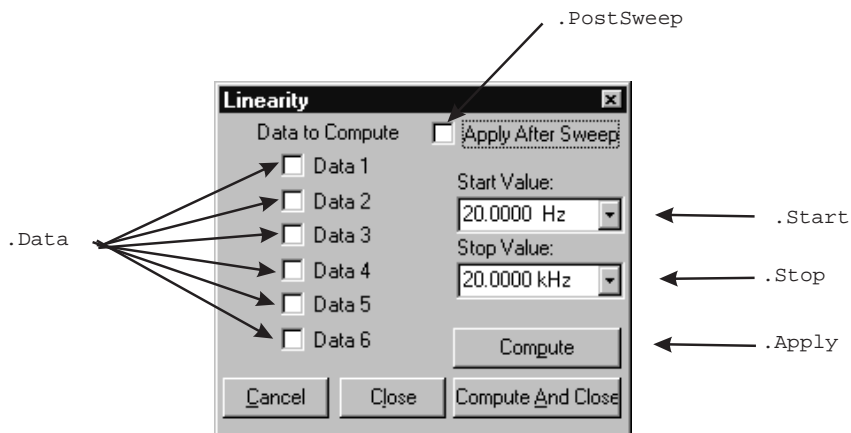 .PostSweep
Linearity
Data to Compute
Apply After Sweep
Data 1
Data 2
Data 3
Data 4
Data 5
Data 6
.Data
Start Value:
20.0000 Hz
.Start
Stop Value:
20.0000 kHz
.Stop
Compute
.Apply
Cancel
Close
Compute And Close